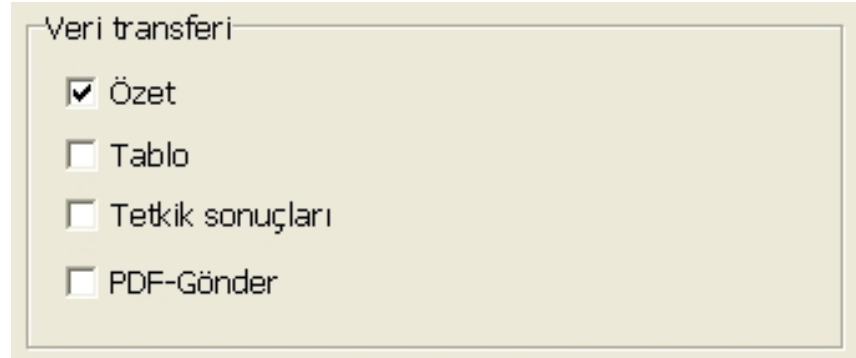 Veri transferi
Özet
Tablo
Tetkik sonuçları
PDF-Gönder